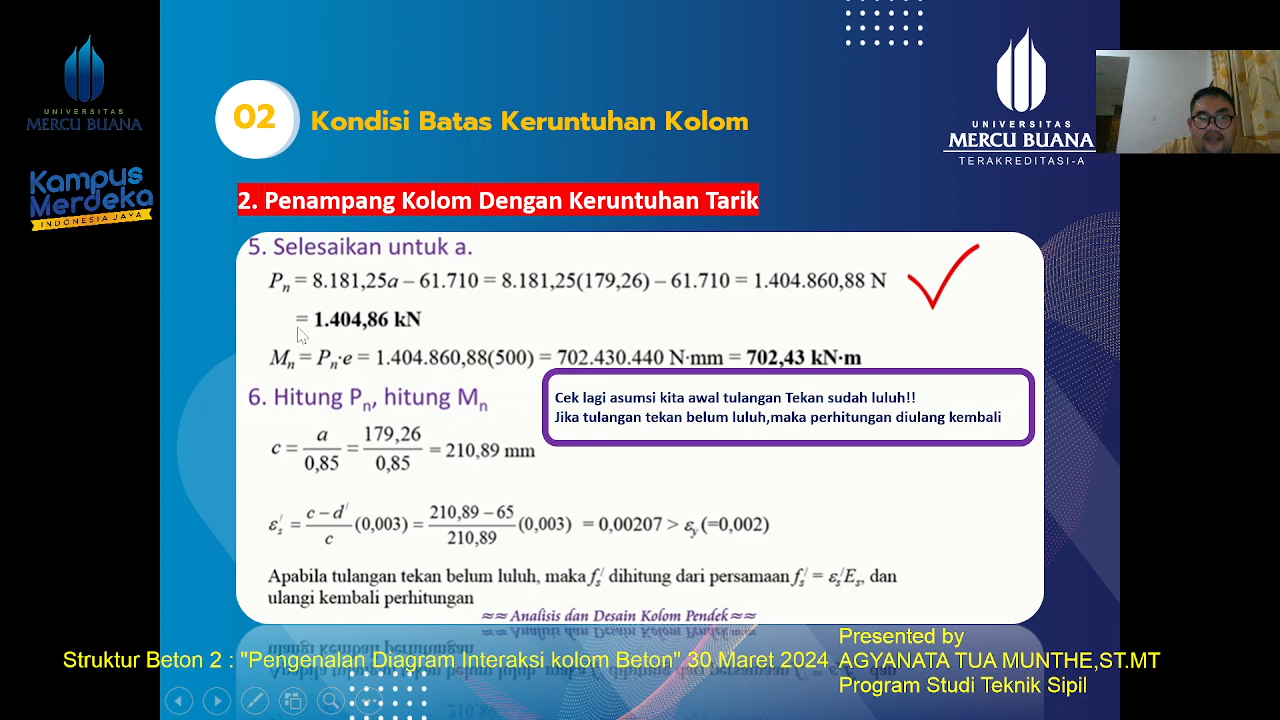 UNIVERSITAS
MERCU BUANA
Kampus
Merdeka
INDONESIA JAYA
02
Kondisi Batas Keruntuhan Kolom
UNIVERSITAS
MERCU BUANA
TERAKREDITASI-A
2. Penampang Kolom Dengan Keruntuhan Tarik
5. Selesaikan untuk a.
Pn = 8.181,25a – 61.710 = 8.181,25(179,26) – 61.710 = 1.404.860,88 N
= 1.404,86 kN
Mn = Pn·e = 1.404.860,88(500) = 702.430.440 N·mm = 702,43 kN·m
6. Hitung Pn, hitung Mn
Cek lagi asumsi kita awal tulangan Tekan sudah luluh!!
Jika tulangan tekan belum luluh,maka perhitungan diulang kembali
c = a/0,85 = 179,26/0,85 = 210,89 mm
εs′ = (c – d′)/c (0,003) = (210,89 – 65)/210,89 (0,003) = 0,00207 > εy(=0,002)
Apabila tulangan tekan belum luluh, maka fs′ dihitung dari persamaan fs′ = εs′Es, dan
ulangi kembali perhitungan
≈≈ Analisis dan Desain Kolom Pendek ≈≈
Struktur Beton 2 : "Pengenalan Diagram Interaksi kolom Beton" 30 Maret 2024
Presented by
AGYANATA TUA MUNTHE,ST.MT
Program Studi Teknik Sipil